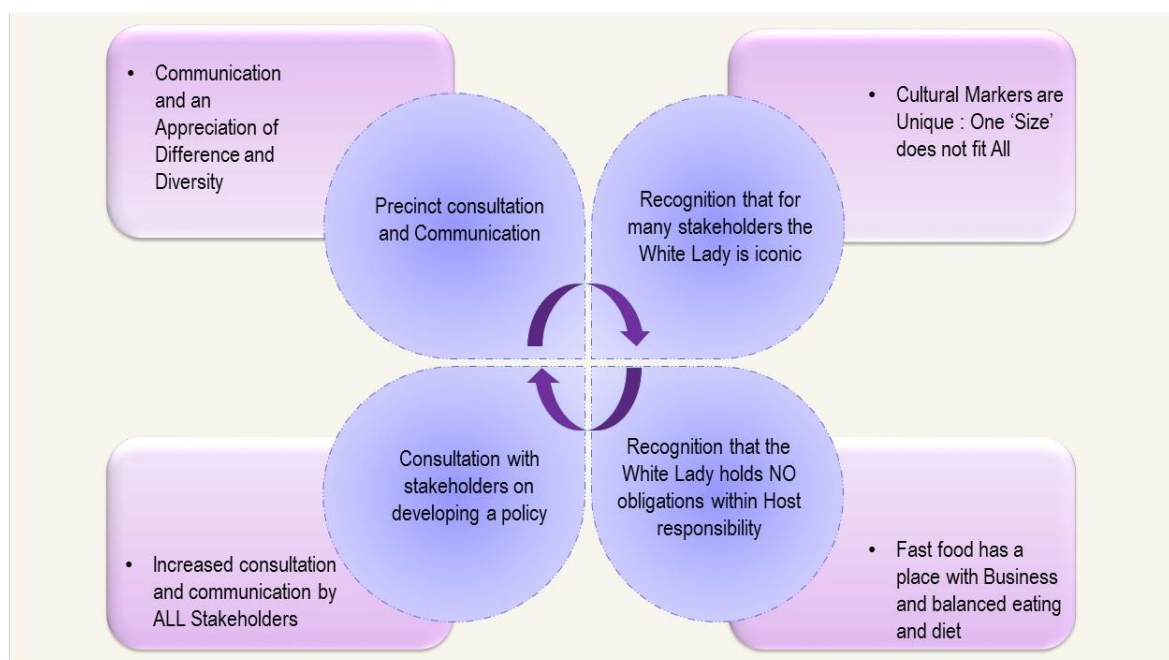 • Communication
and an
Appreciation of
Difference and
Diversity
Precinct consultation
and Communication
Recognition that for
many stakeholders the
White Lady is iconic
• Cultural Markers are
Unique : One ‘Size’
does not fit All
• Increased consultation
and communication by
ALL Stakeholders
Consultation with
stakeholders on
developing a policy
Recognition that the
White Lady holds NO
obligations within Host
responsibility
• Fast food has a
place with Business
and balanced eating
and diet